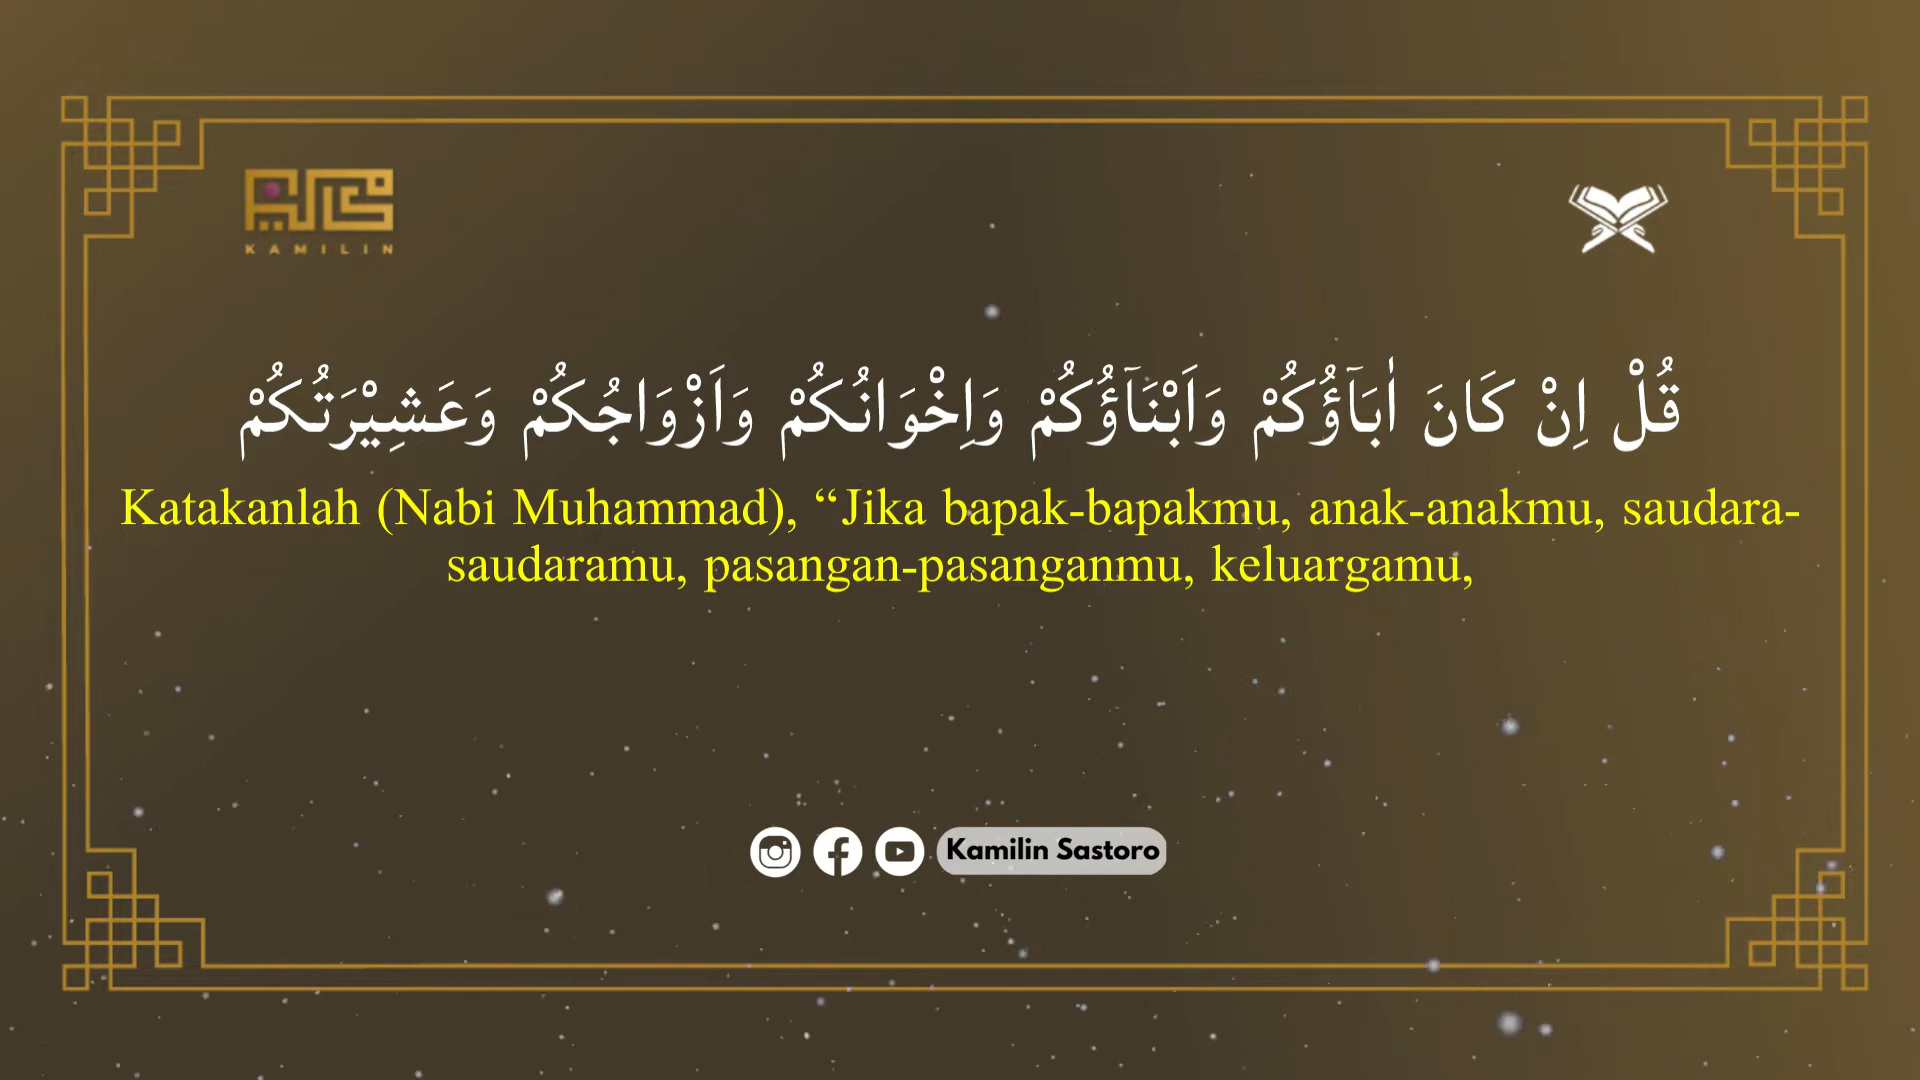 KAMILIN
قُلْ اِنْ كَانَ اٰبَاۤؤُكُمْ وَاَبْنَاۤؤُكُمْ وَاِخْوَانُكُمْ وَاَزْوَاجُكُمْ وَعَشِيْرَتُكُمْ
Katakanlah (Nabi Muhammad), “Jika bapak-bapakmu, anak-anakmu, saudara-
saudaramu, pasangan-pasanganmu, keluargamu,
Kamilin Sastoro